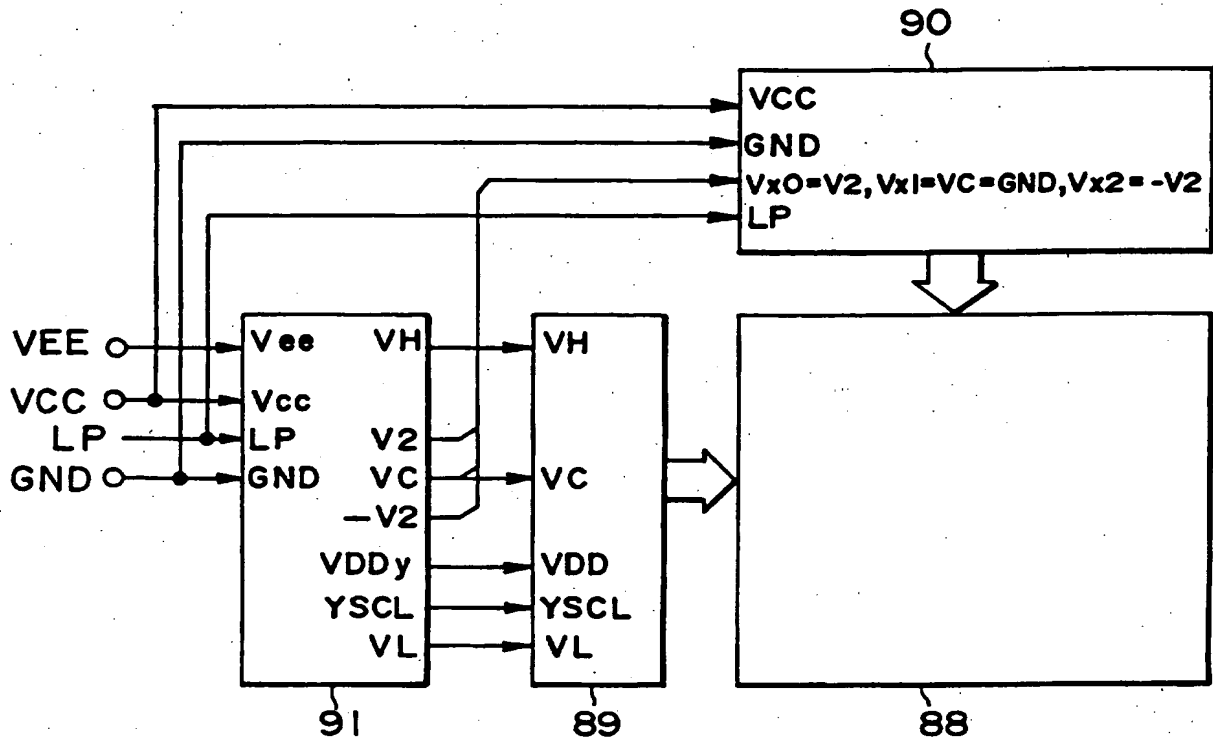 90
VCC
GND
Vx0=V2,Vx1=VC=GND,Vx2=-V2
LP
VEE
VCC
LP
GND
Vee
Vcc
LP
GND
VH
V2
VC
-V2
VDDy
YSCL
VL
VH
VC
VDD
YSCL
VL
91
89
88